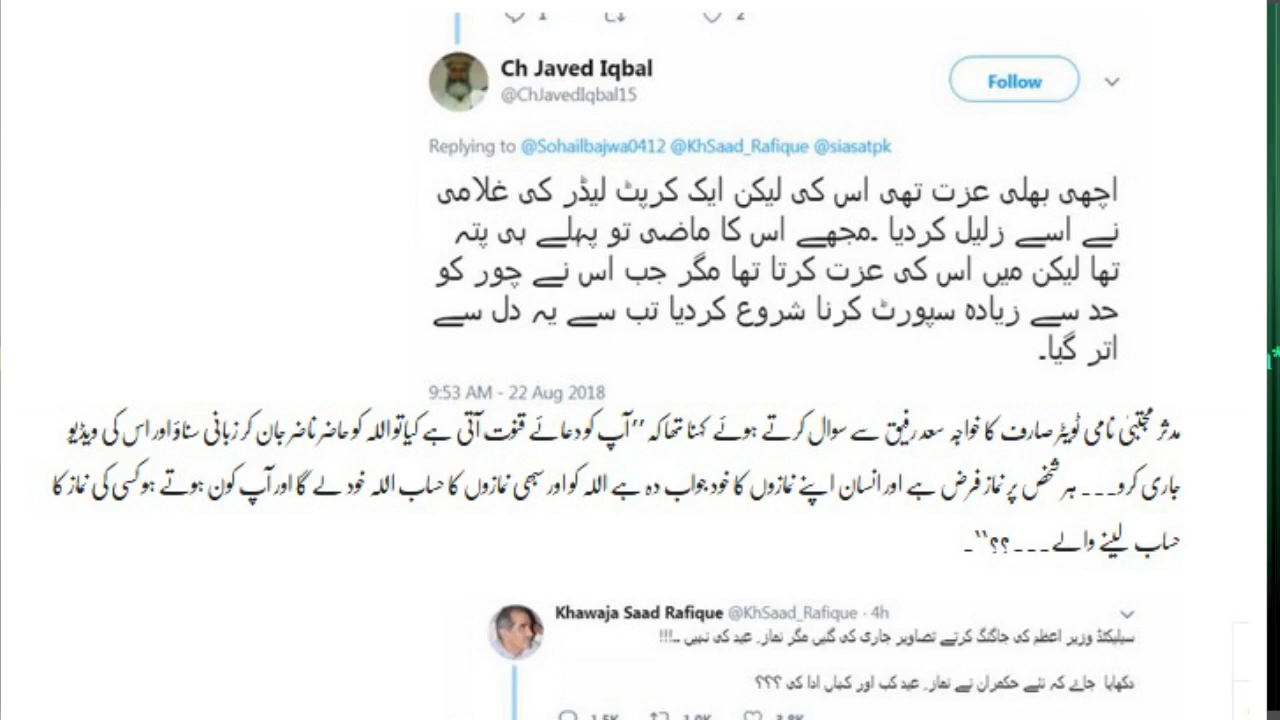 1 2
Ch Javed Iqbal
@ChJavedIqbal15
Follow
Replying to @Sohailbajwa0412 @KhSaad_Rafique @siasatpk
اچھی بھلی عزت تھی اس کی لیکن ایک کرپٹ لیڈر کی غلامی
نے اسے زلیل کردیا ۔مجھے اس کا ماضی تو پہلے ہی پتہ
تھا لیکن میں اس کی عزت کرتا تھا مگر جب اس نے چور کو
حد سے زیادہ سپورٹ کرنا شروع کردیا تب سے یہ دل سے
اتر گیا۔
9:53 AM - 22 Aug 2018
مدثر مجتبیٰ نامی ٹویٹر صارف کا خواجہ سعد رفیق سے سوال کرتے ہوئے کہنا تھا کہ ’’آپ کو دعائے قنوت آتی ہے کیا تو اللہ کو حاضر ناضر جان کر زبانی سناؤ اور اس کی ویڈیو
جاری کرو۔۔۔ ہر شخص پر نماز فرض ہے اور انسان اپنے نمازوں کا خود جواب دہ ہے اللہ کو اور سبھی نمازوں کا حساب اللہ خود لے گا اور آپ کون ہوتے ہو کسی کی نماز کا
حساب لینے والے۔۔۔؟؟‘‘۔
Khawaja Saad Rafique @KhSaad_Rafique · 4h
سیلیکٹڈ وزیر اعظم کی جاگنگ کرتے تصاویر جاری کی گئیں مگر نماز ِ عید کی نہیں ..!!!
دکھایا جاے کہ نئے حکمران نے نماز ِ عید کب اور کہاں ادا کی ؟؟؟